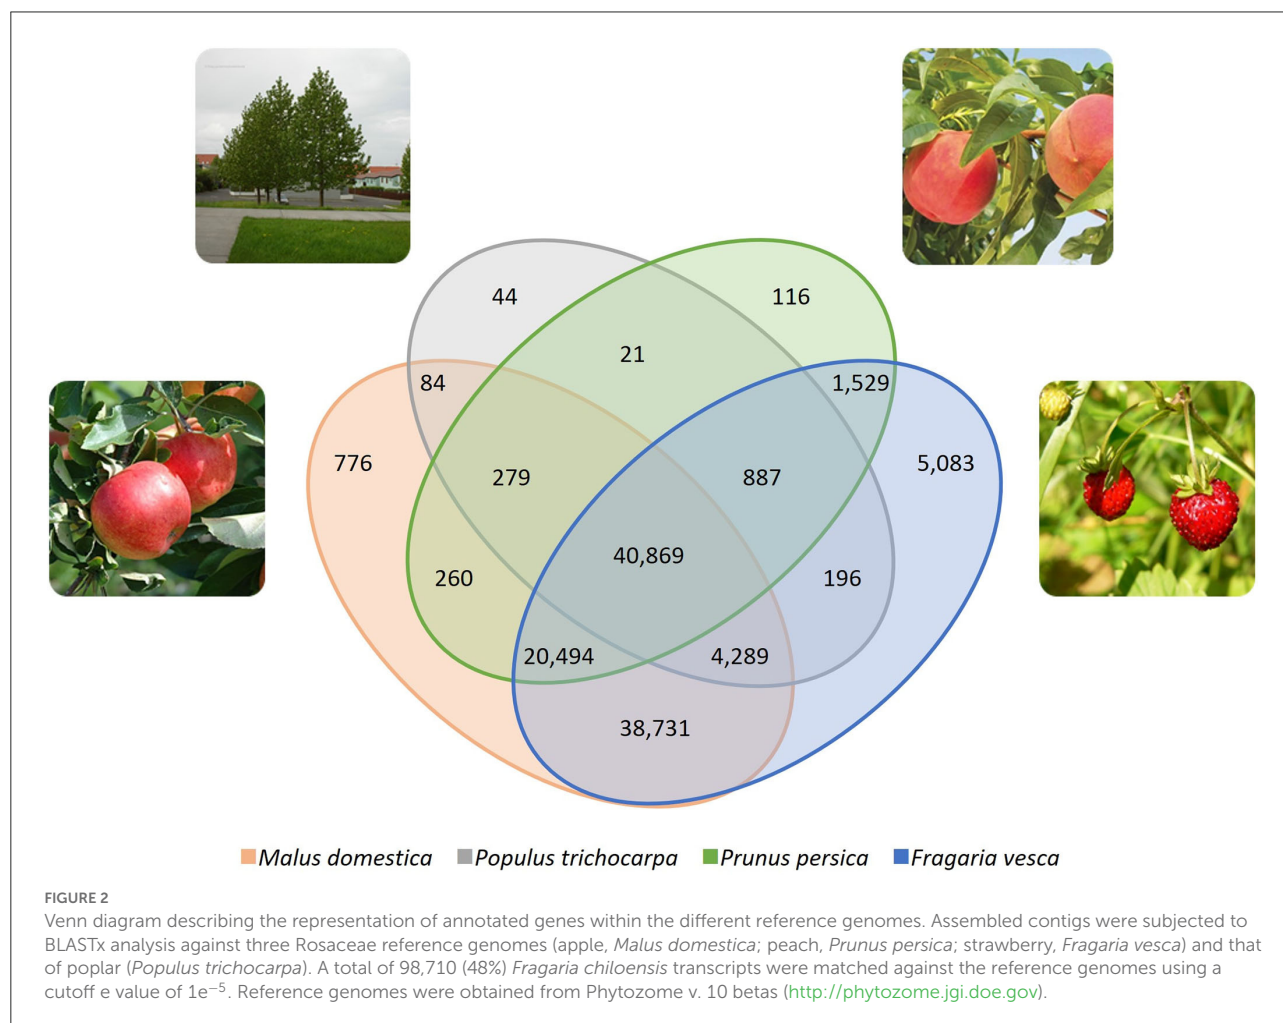 44
116
21
84
1,529
776
279
887
5,083
40,869
260
196
20,494
4,289
38,731
Malus domestica Populus trichocarpa Prunus persica Fragaria vesca
FIGURE 2
Venn diagram describing the representation of annotated genes within the different reference genomes. Assembled contigs were subjected to
BLASTx analysis against three Rosaceae reference genomes (apple, Malus domestica; peach, Prunus persica; strawberry, Fragaria vesca) and that
of poplar (Populus trichocarpa). A total of 98,710 (48%) Fragaria chiloensis transcripts were matched against the reference genomes using a
cutoff e value of 1e⁻⁵. Reference genomes were obtained from Phytozome v. 10 betas (http://phytozome.jgi.doe.gov).